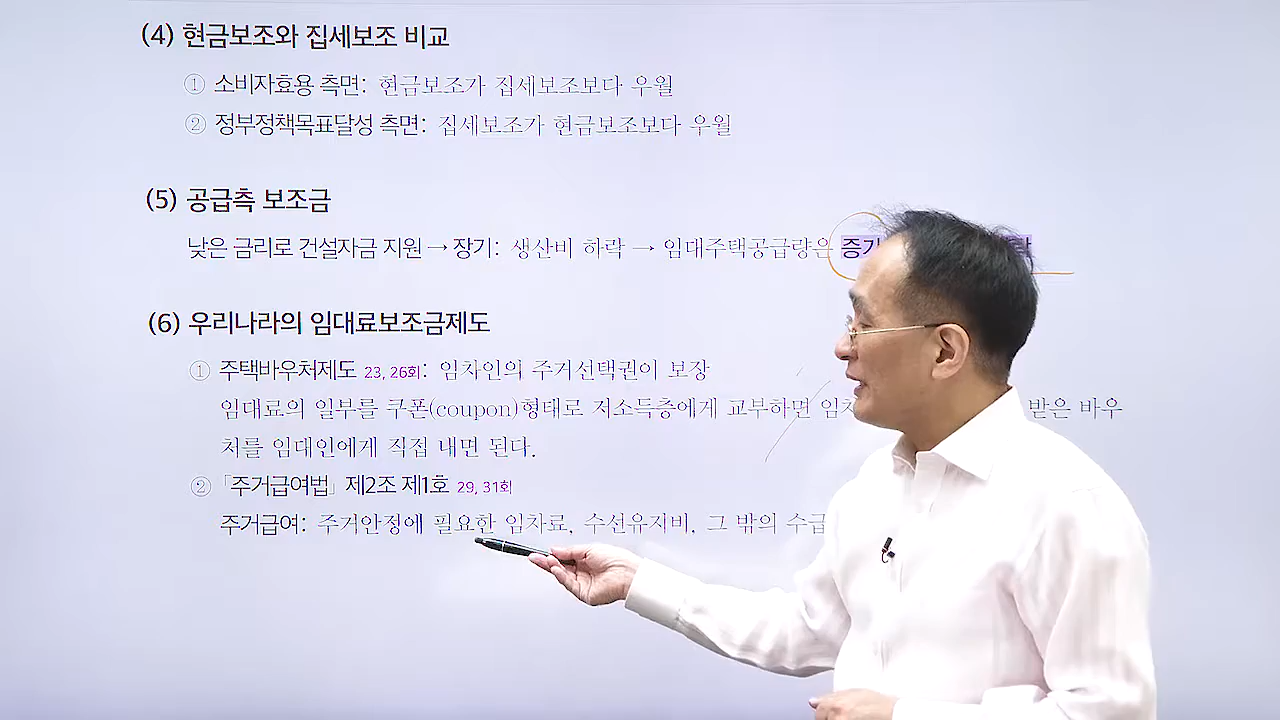 (4) 현금보조와 집세보조 비교
① 소비자효용 측면: 현금보조가 집세보조보다 우월
② 정부정책목표달성 측면: 집세보조가 현금보조보다 우월
(5) 공급측 보조금
낮은 금리로 건설자금 지원 → 장기: 생산비 하락 → 임대주택공급량은
(6) 우리나라의 임대료보조금제도
① 주택바우처제도 23, 26회: 임차인의 주거선택권이 보장
임대료의 일부를 쿠폰(coupon)형태로 저소득층에게 교부하면 받은 바우
처를 임대인에게 직접 내면 된다.
② 「주거급여법」 제2조 제1호 29, 31회
주거급여: 주거안정에 필요한 임차료, 수선유지비, 그 밖의